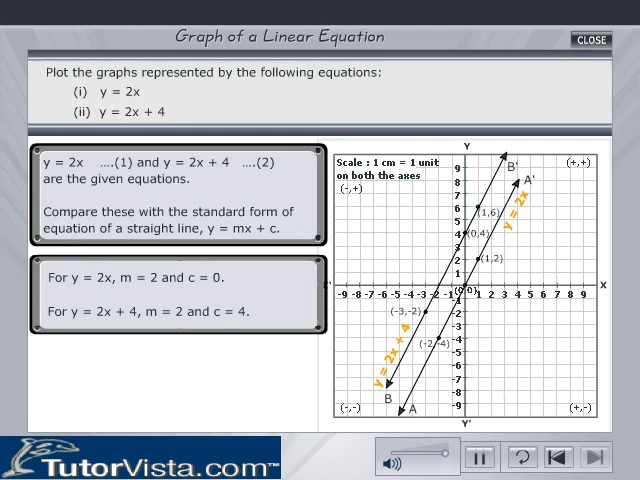 Graph of a Linear Equation
CLOSE
Plot the graphs represented by the following equations:
(i) y = 2x
(ii) y = 2x + 4
y = 2x ....(1) and y = 2x + 4 ....(2)
are the given equations.
Compare these with the standard form of
equation of a straight line, y = mx + c.
For y = 2x, m = 2 and c = 0.
For y = 2x + 4, m = 2 and c = 4.
Y
Scale : 1 cm = 1 unit
on both the axes
(-,+)
(+,+)
B'
A'
y = 2x
9
8
7
6
5
4
3
2
1
(1,6)
(0,4)
(1,2)
(0,0)
X'
-9 -8 -7 -6 -5 -4 -3 -2 -1
1 2 3 4 5 6 7 8 9
X
-1
-2
-3
-4
-5
-6
-7
-8
-9
(-3,-2)
(-2,-4)
y = 2x + 4
B
A
(-,-)
(+,-)
Y'
TutorVista.com™